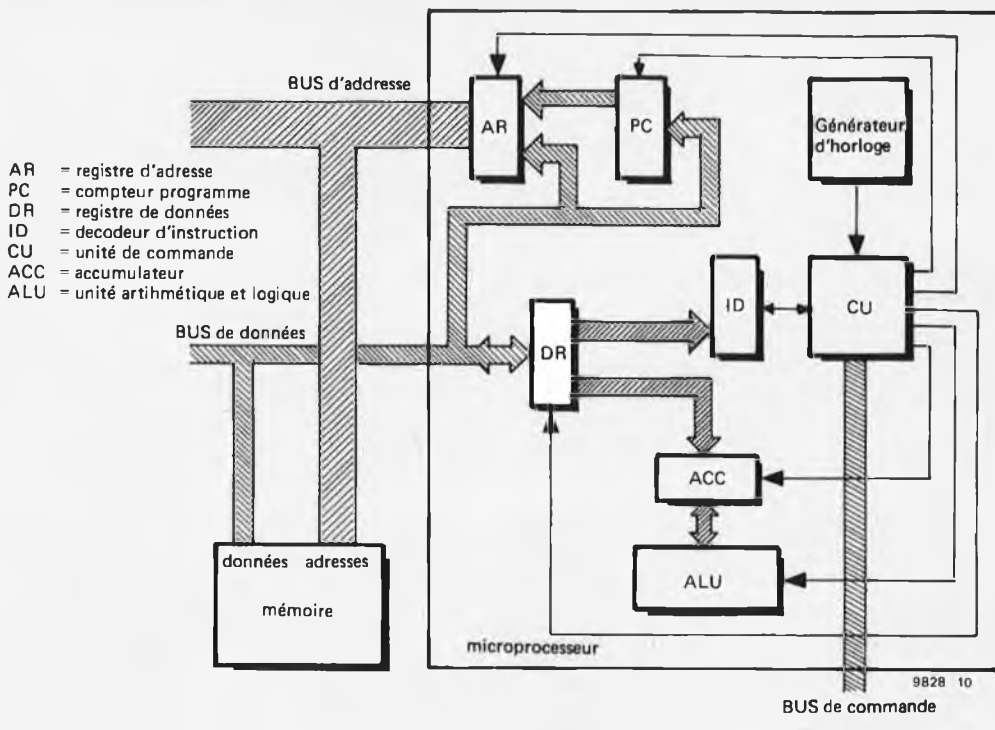 BUS d'addresse
AR
PC
Générateur
d'horloge
AR = registre d'adresse
PC = compteur programme
DR = registre de données
ID = decodeur d'instruction
CU = unité de commande
ACC = accumulateur
ALU = unité artihmétique et logique
BUS de données
DR
ID
CU
ACC
ALU
données adresses
mémoire
microprocesseur
9828 10
BUS de commande